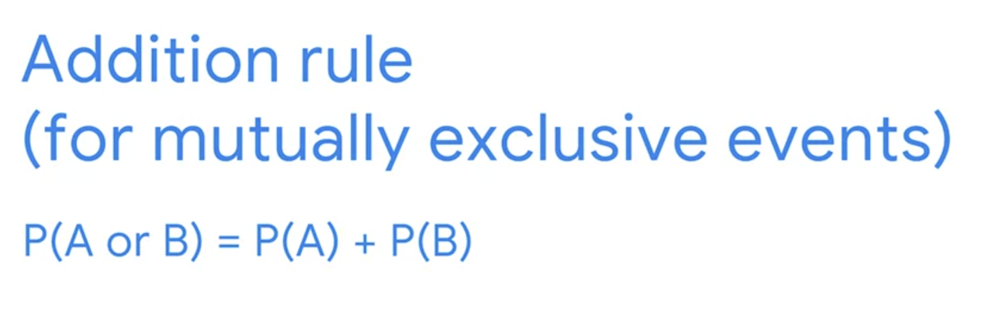 Addition rule
(for mutually exclusive events)
P(A or B) = P(A) + P(B)